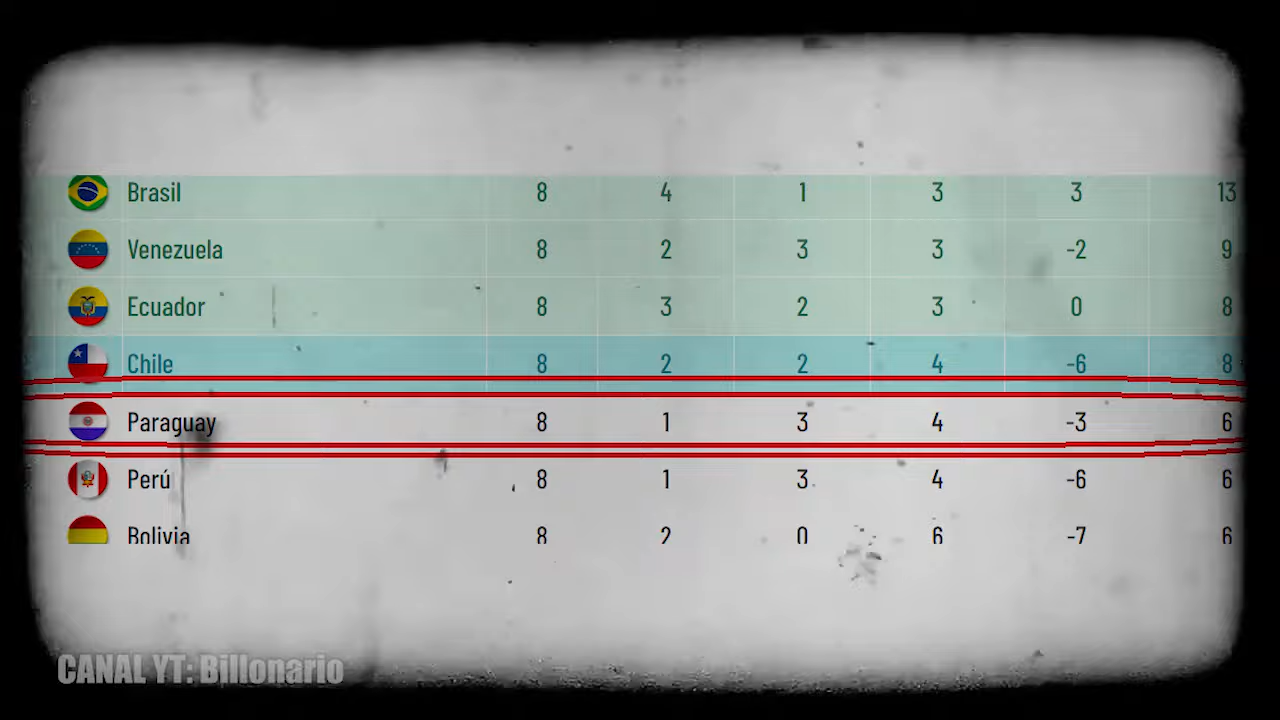 Brasil 8 4 1 3 3 13
Venezuela 8 2 3 3 -2 9
Ecuador 8 3 2 3 0 8
Chile 8 2 2 4 -6 8
Paraguay 8 1 3 4 -3 6
Perú 8 1 3 4 -6 6
Bolivia 8 2 0 6 -7 6
CANAL YT: Billonario